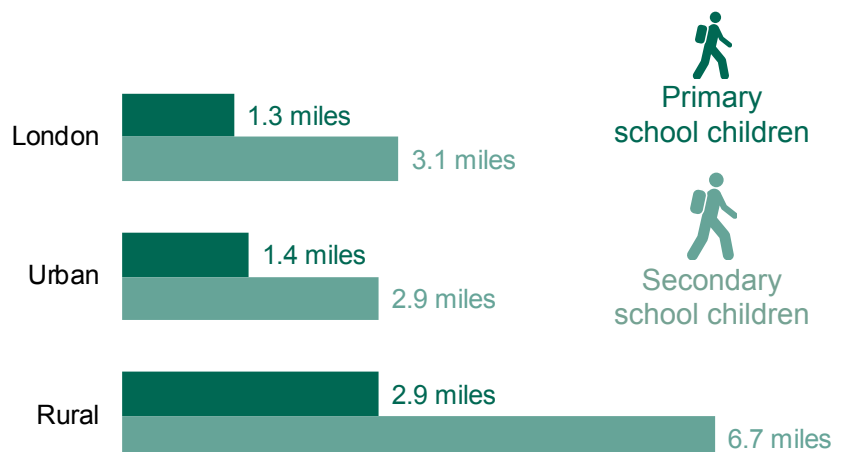 London
1.3 miles
3.1 miles
Primary
school children
Urban
1.4 miles
2.9 miles
Secondary
school children
Rural
2.9 miles
6.7 miles